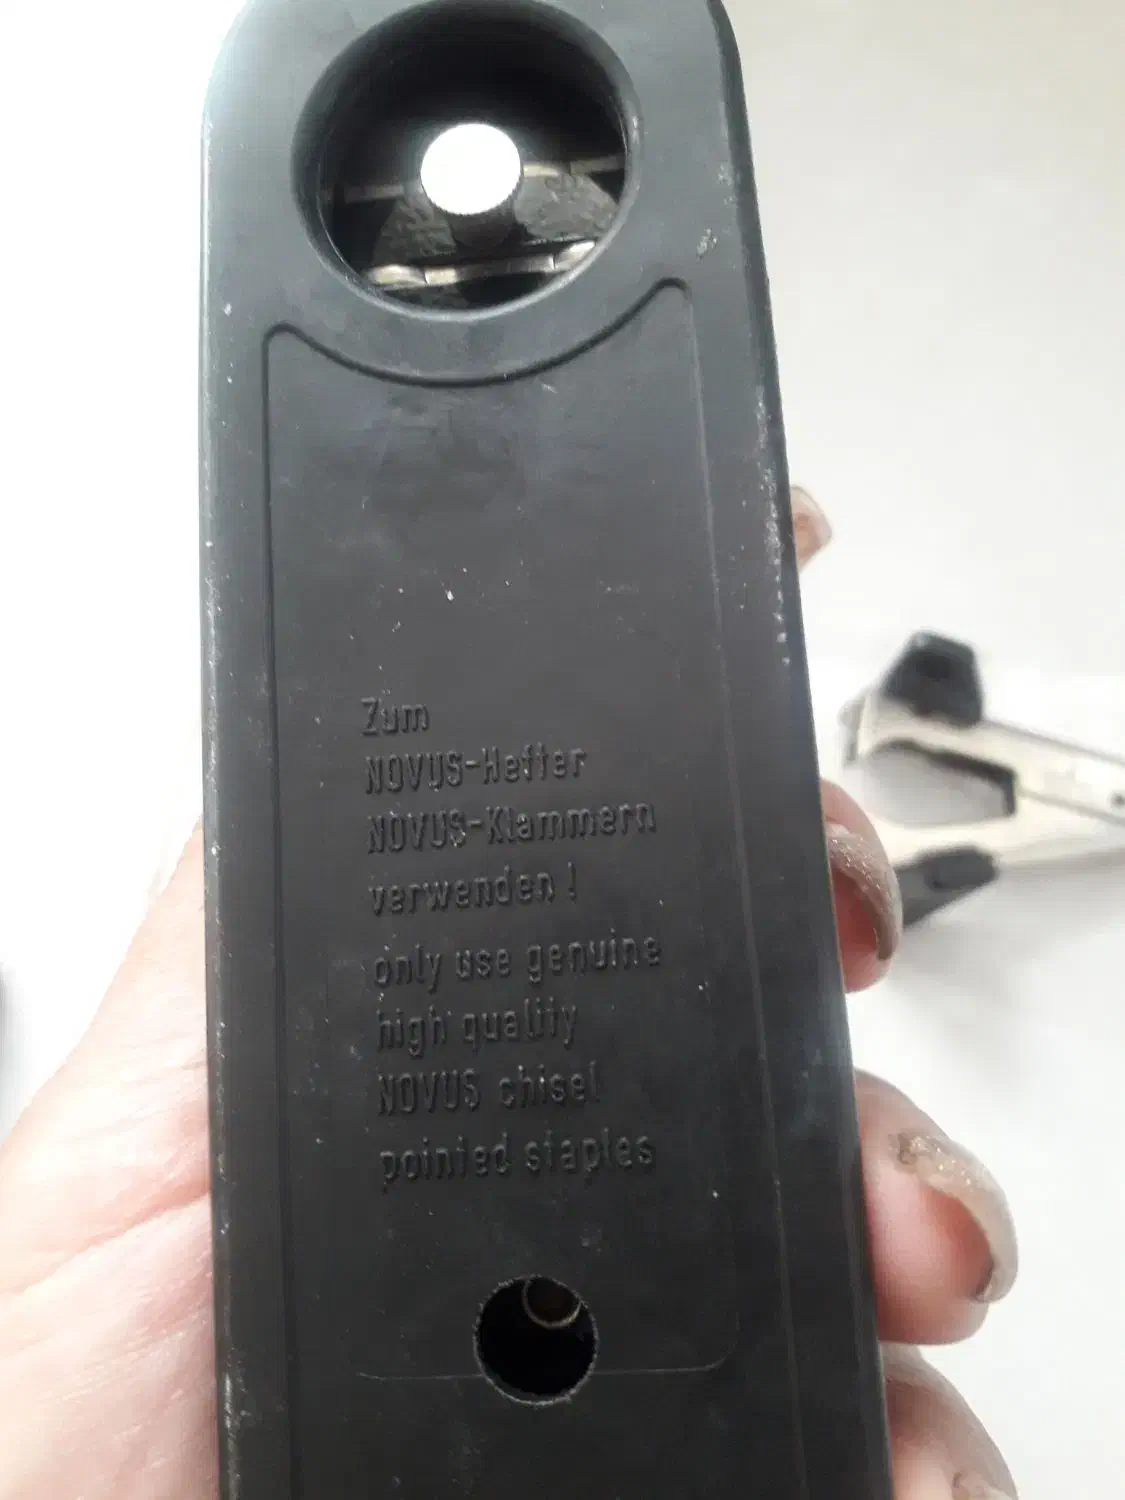 Zum
NOVUS-Hefter
NOVUS-Klammern
verwenden !
only use genuine
high quality
NOVUS chisel
pointed staples